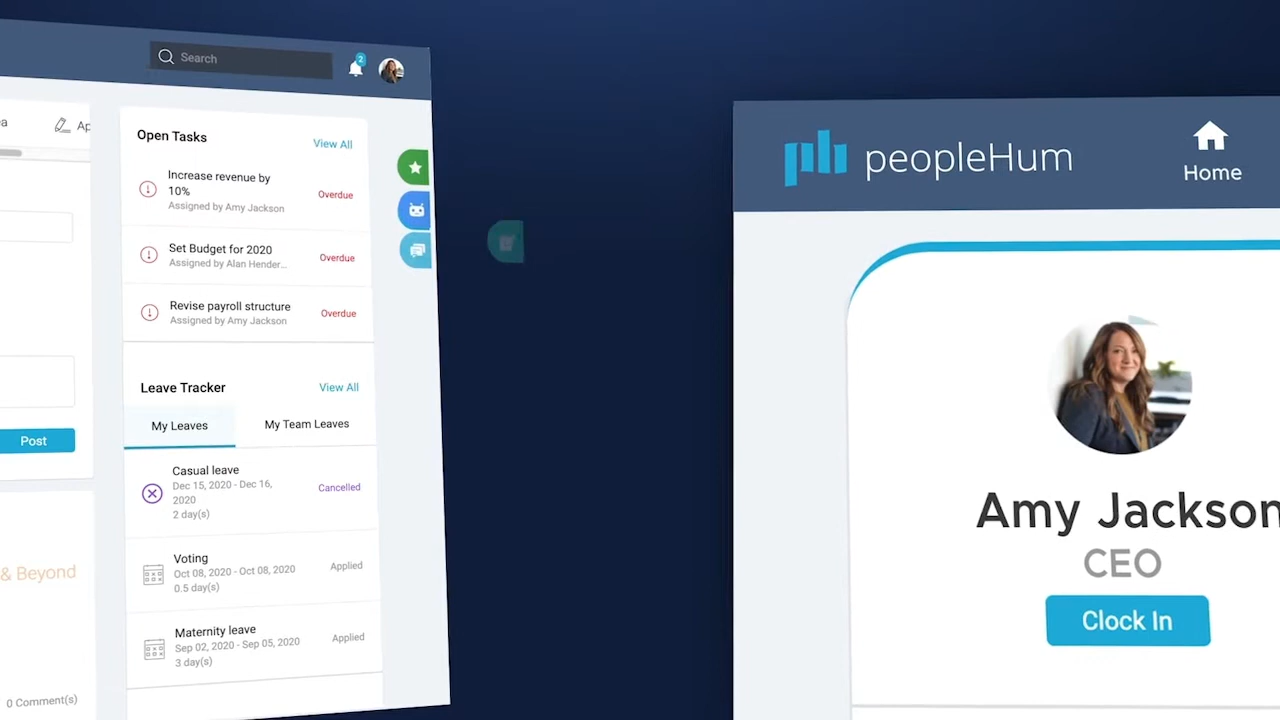 Search
2
Open Tasks
View All
Increase revenue by
10%
Assigned by Amy Jackson
Overdue
Set Budget for 2020
Assigned by Alan Hender...
Overdue
Revise payroll structure
Assigned by Amy Jackson
Overdue
Leave Tracker
View All
My Leaves
My Team Leaves
Casual leave
Dec 15, 2020 - Dec 16,
2020
2 day(s)
Cancelled
Voting
Oct 08, 2020 - Oct 08, 2020
0.5 day(s)
Applied
Maternity leave
Sep 02, 2020 - Sep 05, 2020
3 day(s)
Applied
Post
& Beyond
0 Comment(s)
peopleHum
Home
Amy Jackson
CEO
Clock In